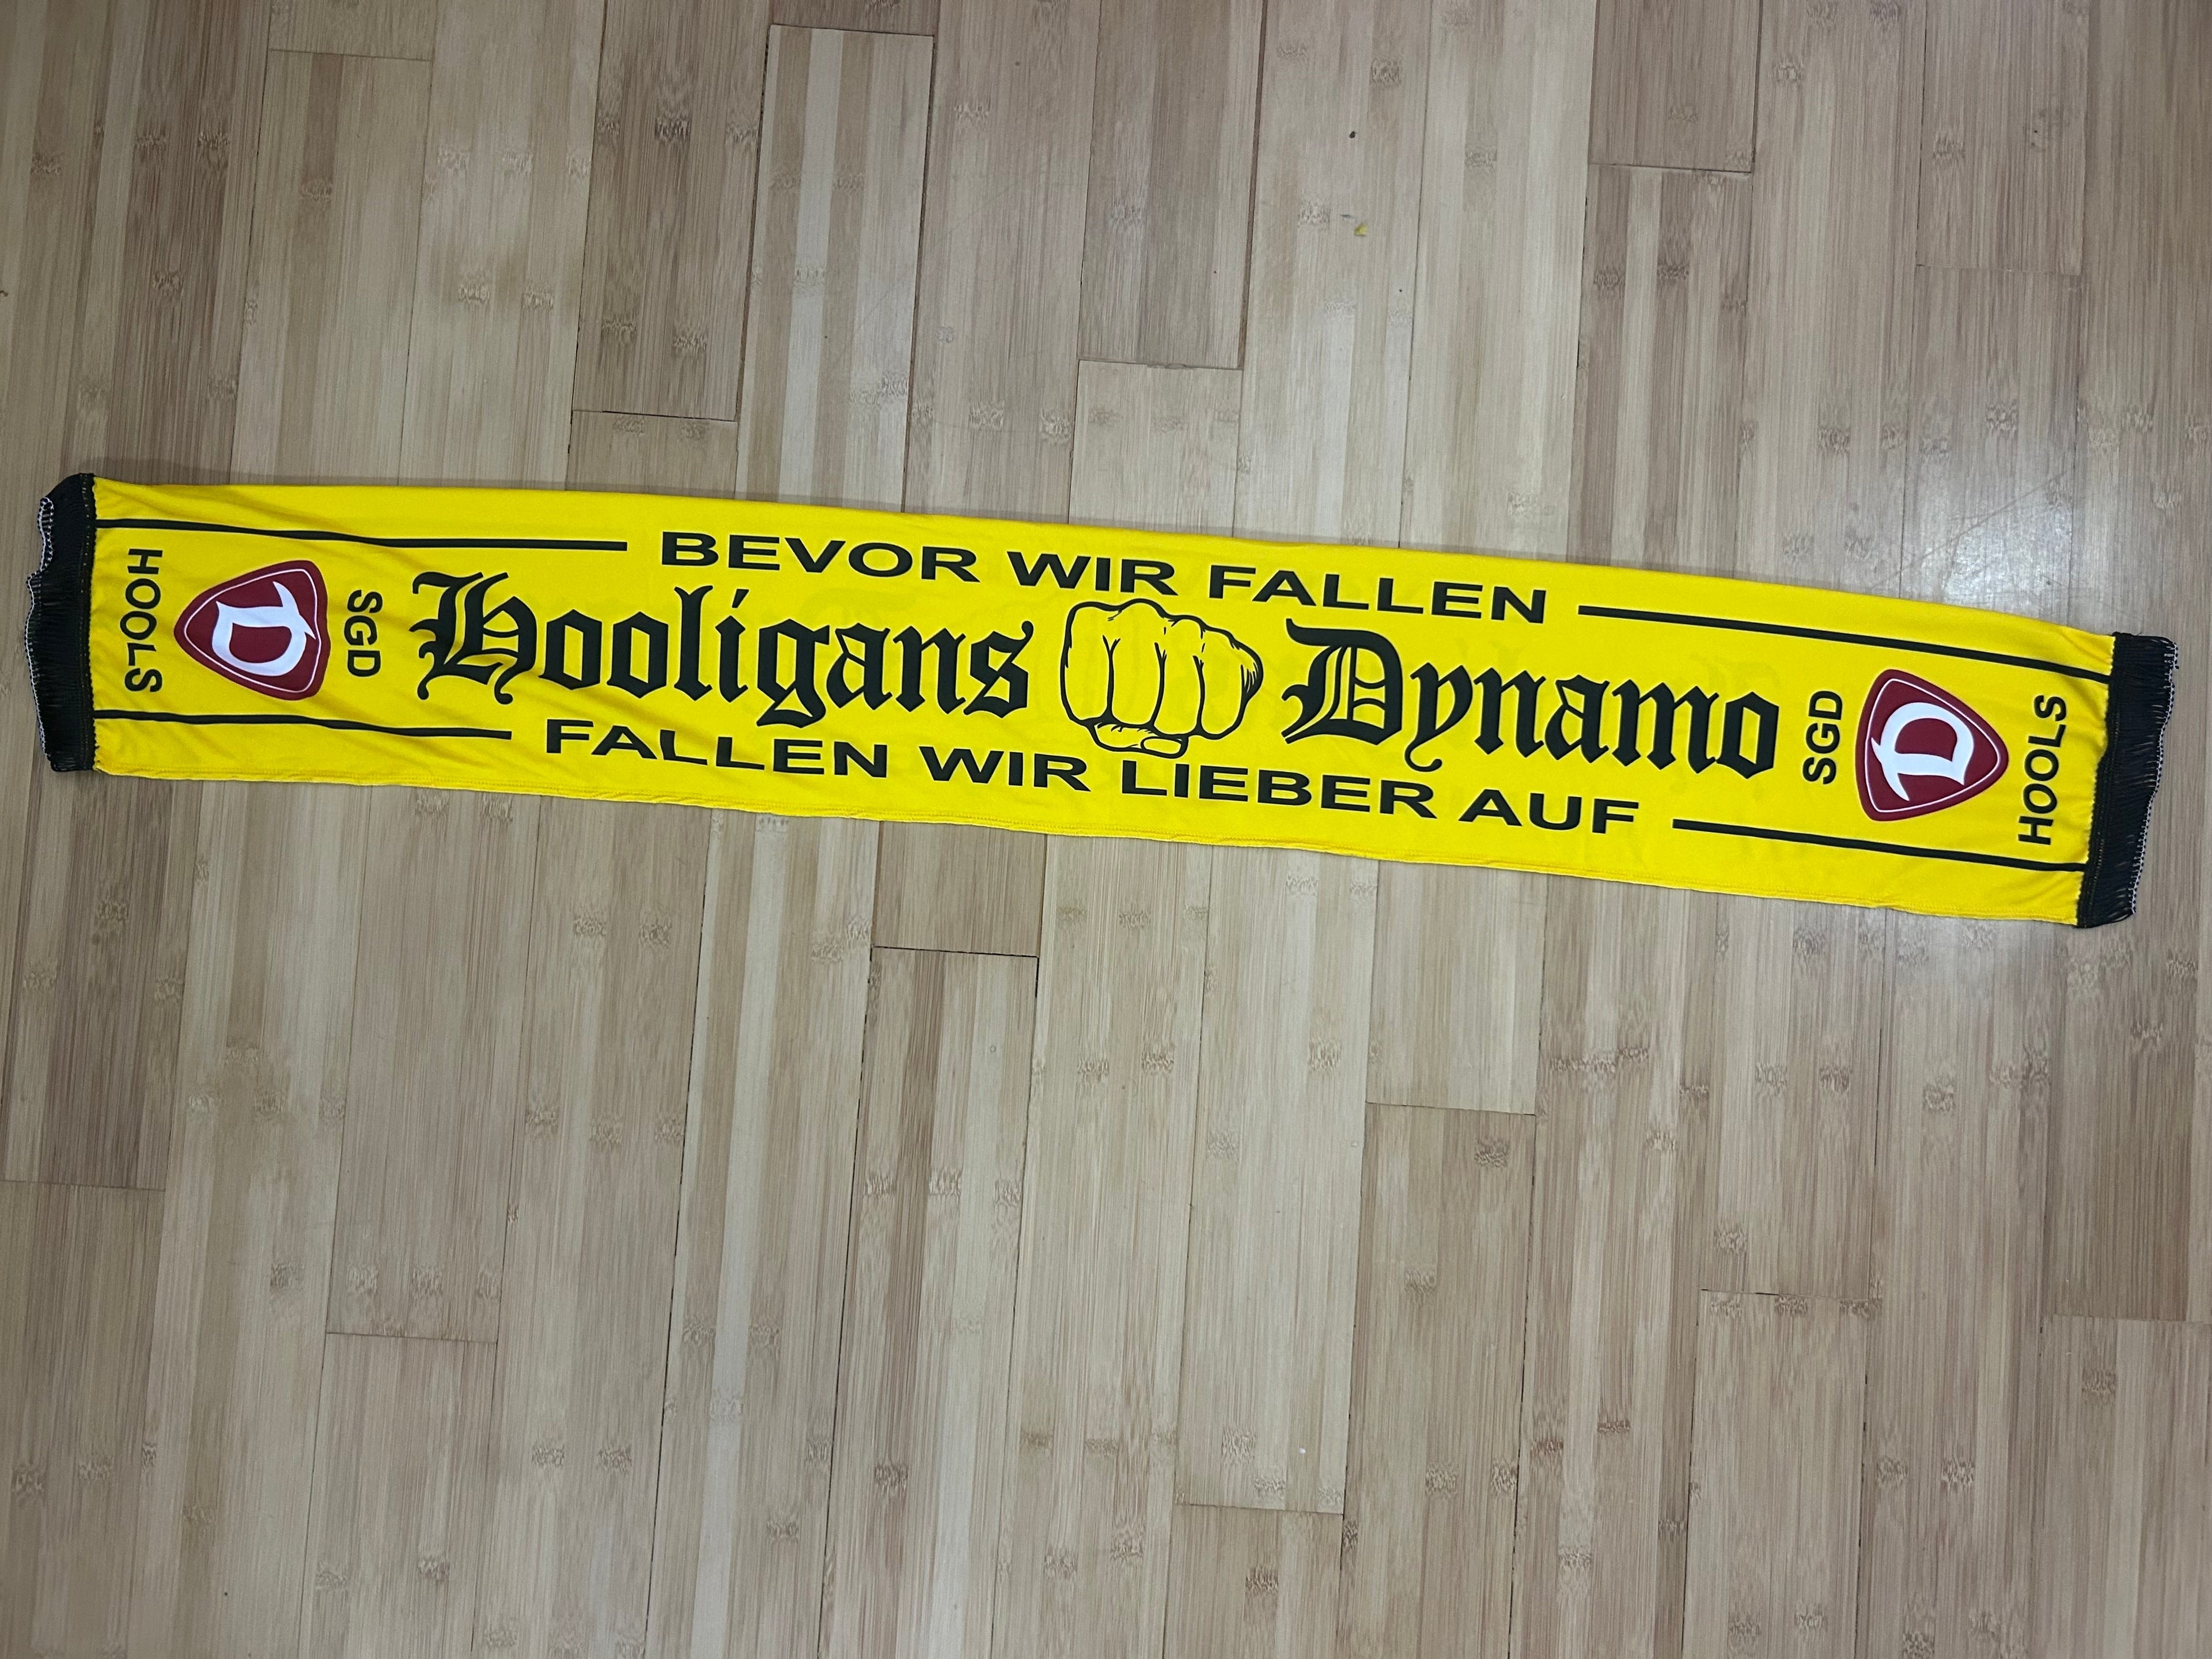 BEVOR WIR FALLEN
HOOLS
D
SGD
Hooligans Dynamo
SGD
D
HOOLS
FALLEN WIR LIEBER AUF